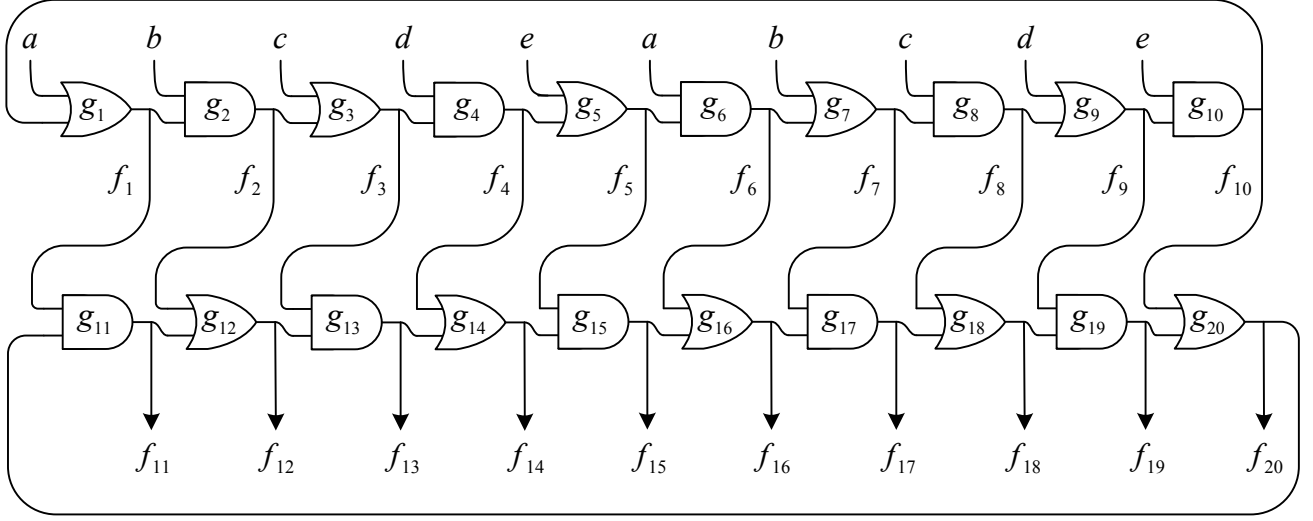 a b c d e a b c d e
g₁ g₂ g₃ g₄ g₅ g₆ g₇ g₈ g₉ g₁₀
f₁ f₂ f₃ f₄ f₅ f₆ f₇ f₈ f₉ f₁₀
g₁₁ g₁₂ g₁₃ g₁₄ g₁₅ g₁₆ g₁₇ g₁₈ g₁₉ g₂₀
f₁₁ f₁₂ f₁₃ f₁₄ f₁₅ f₁₆ f₁₇ f₁₈ f₁₉ f₂₀